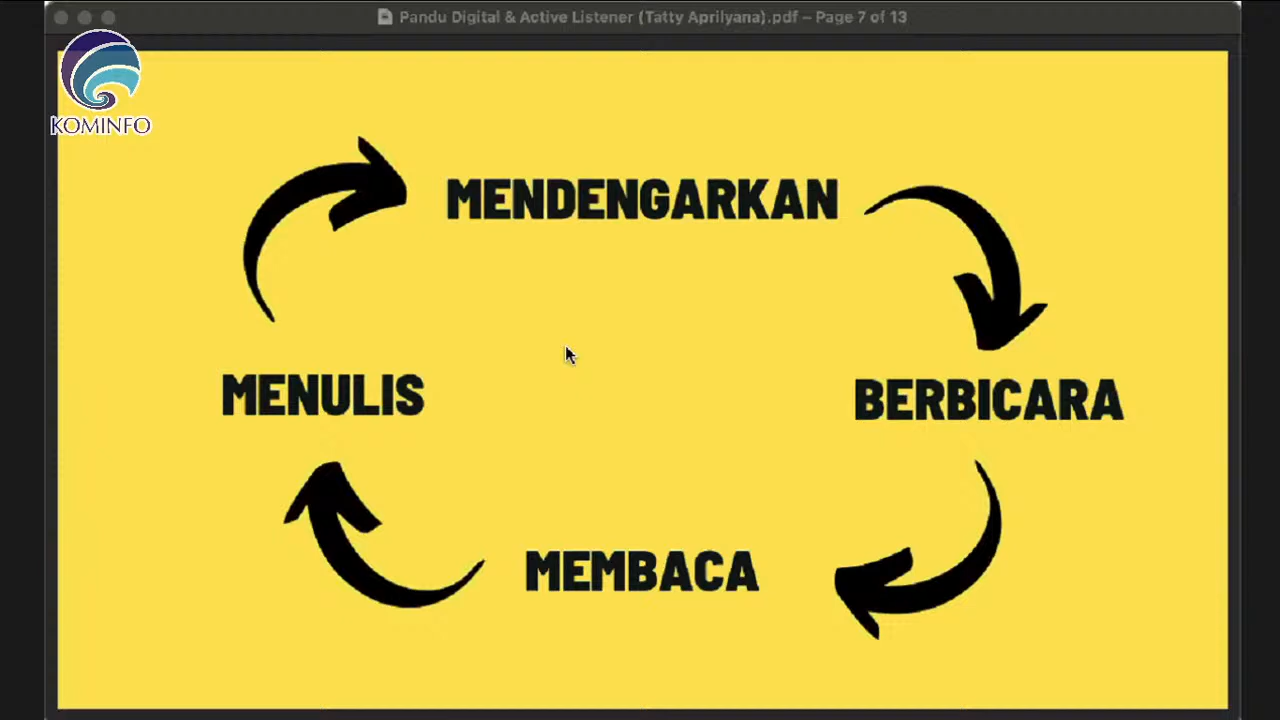 Pandu Digital & Active Listener (Tatty Aprilyana).pdf – Page 7 of 13
KOMINFO
MENDENGARKAN
BERBICARA
MEMBACA
MENULIS